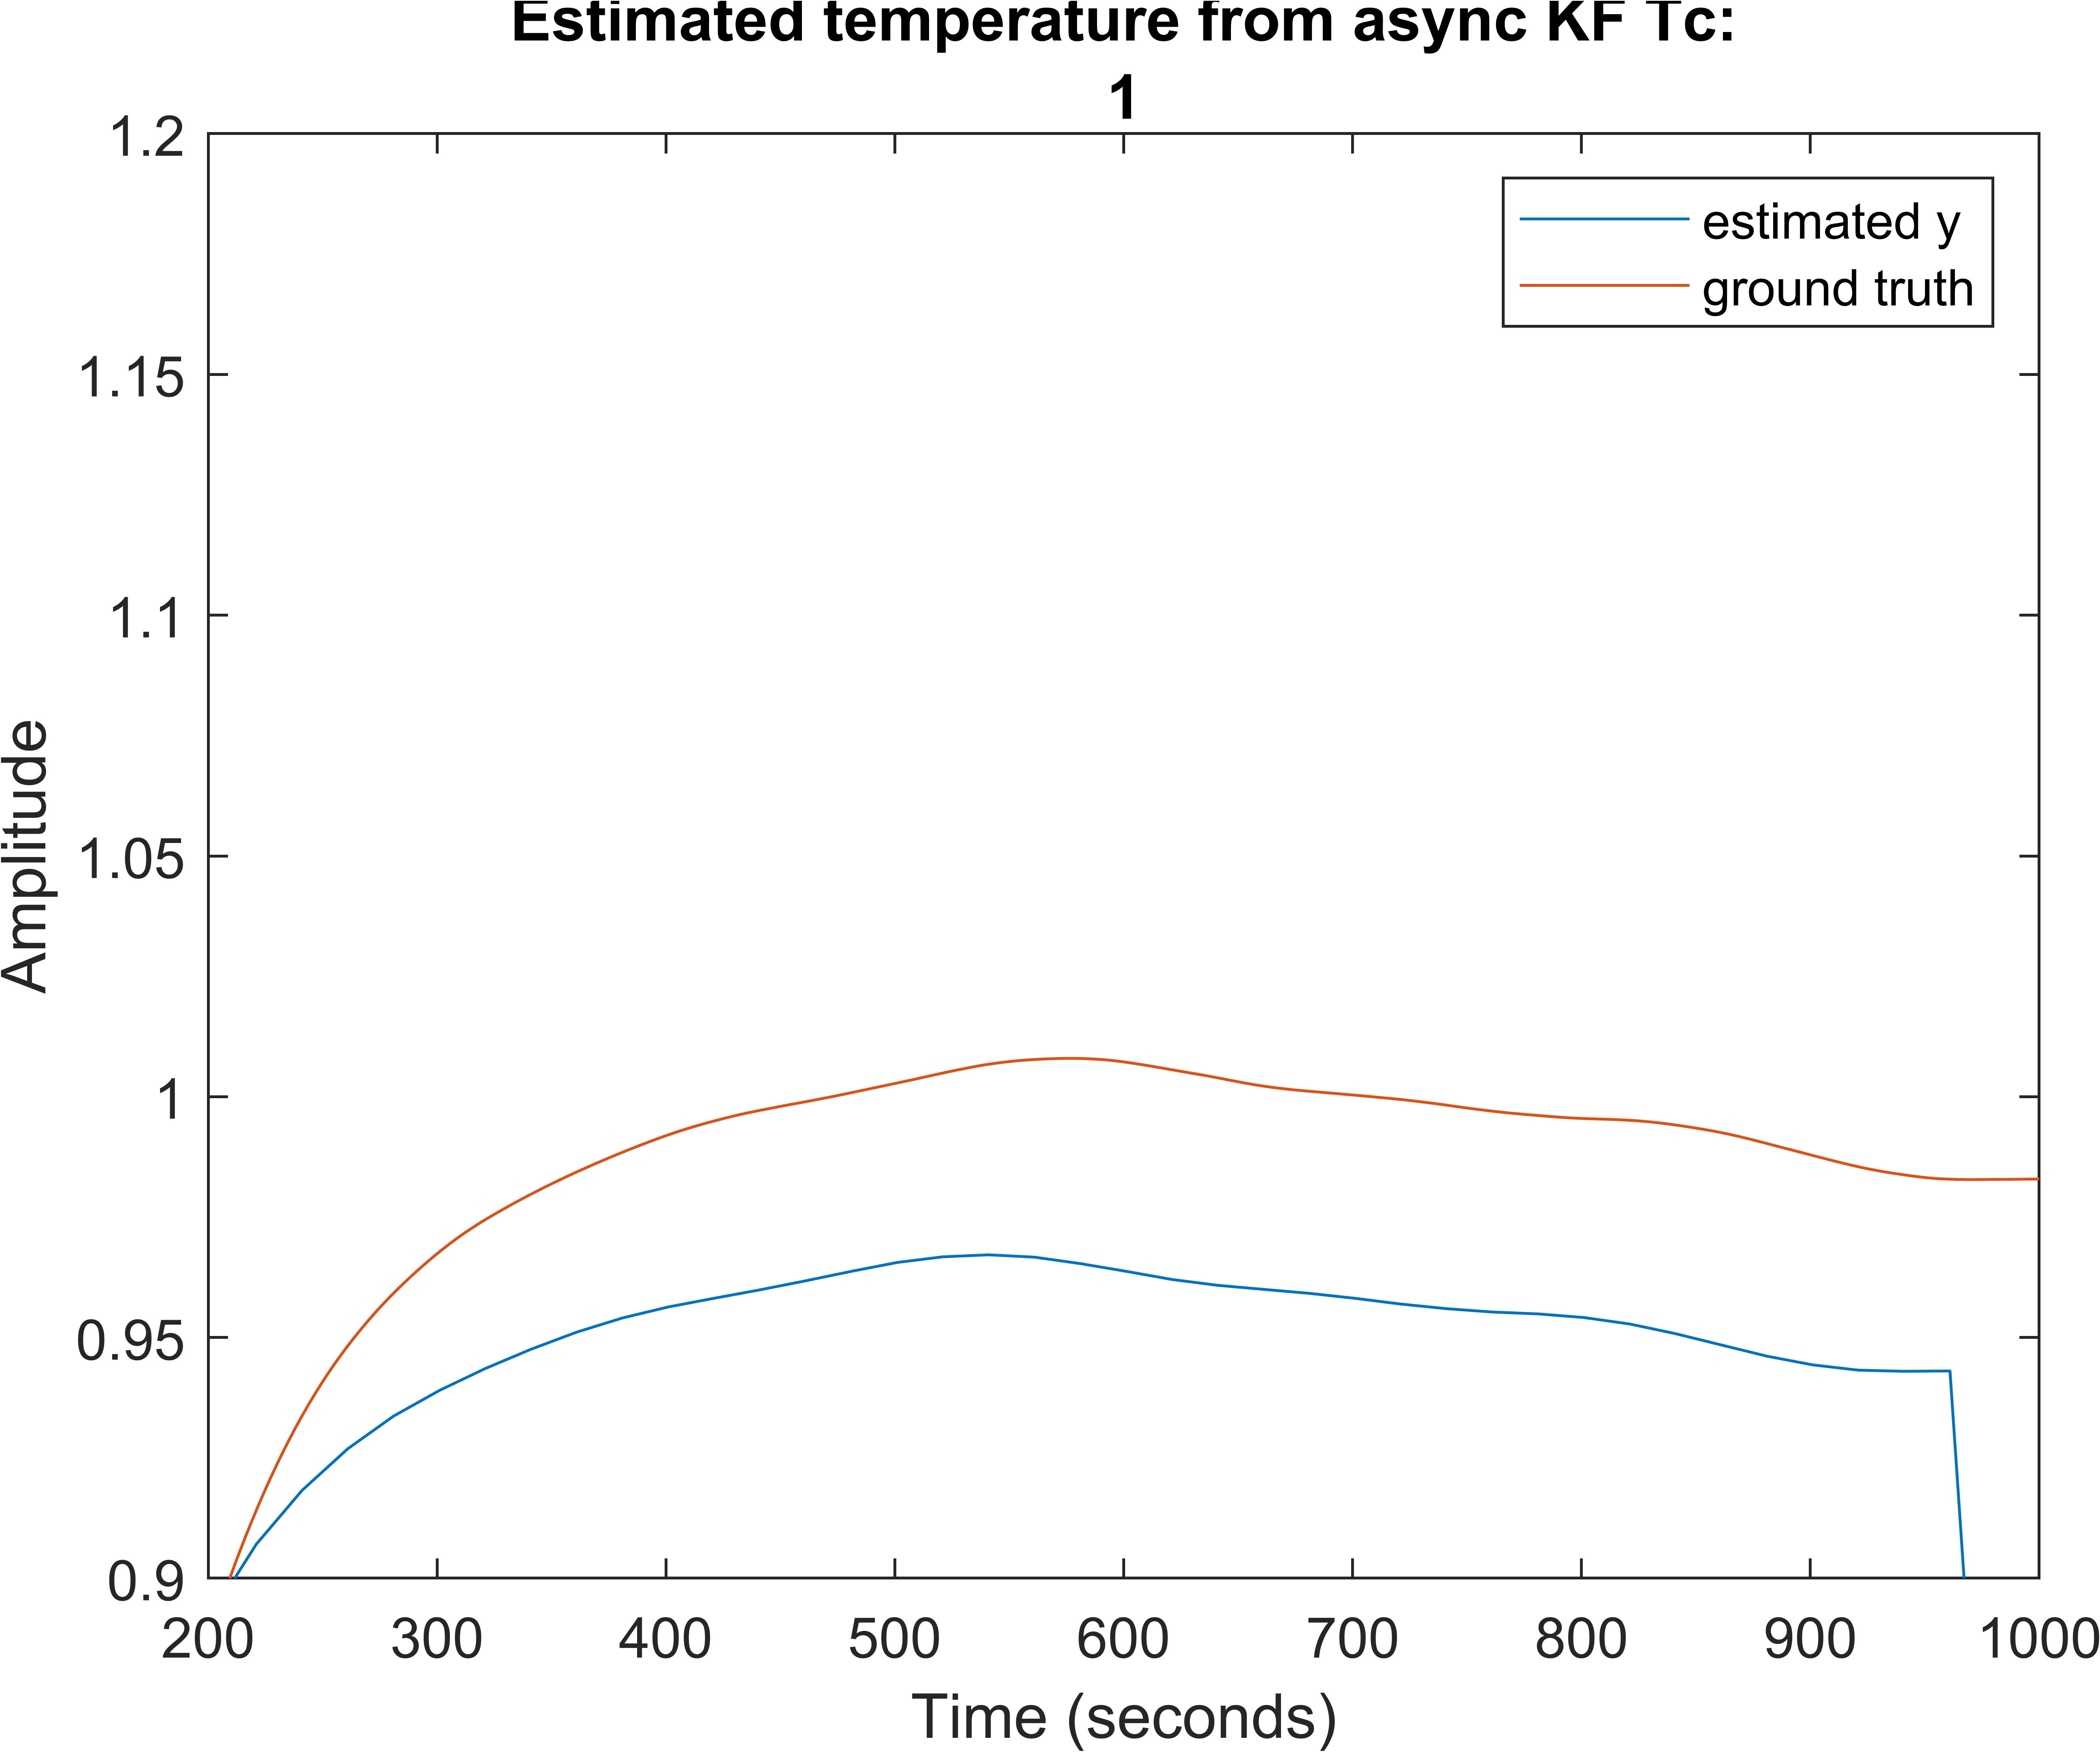 Estimated temperature from async KF Tc:
1
1.2
1.15
1.1
1.05
1
0.95
0.9
Amplitude
estimated y
ground truth
200 300 400 500 600 700 800 900 1000
Time (seconds)